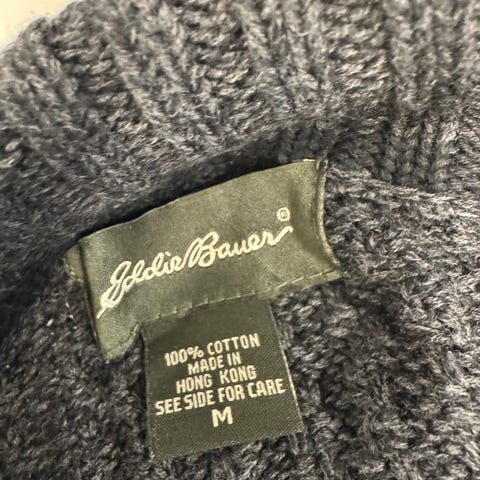 Eddie Bauer®
100% COTTON
MADE IN
HONG KONG
SEE SIDE FOR CARE
M